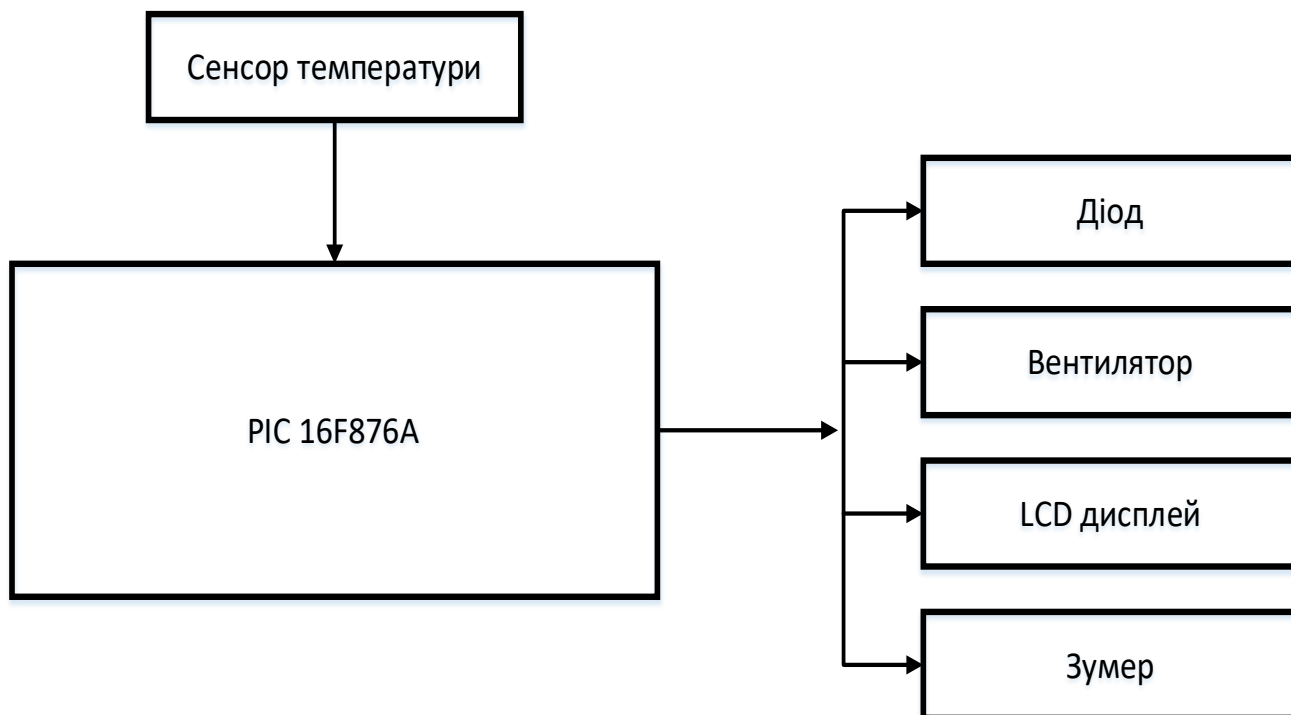 Сенсор температури
Діод
Вентилятор
PIC 16F876A
LCD дисплей
Зумер